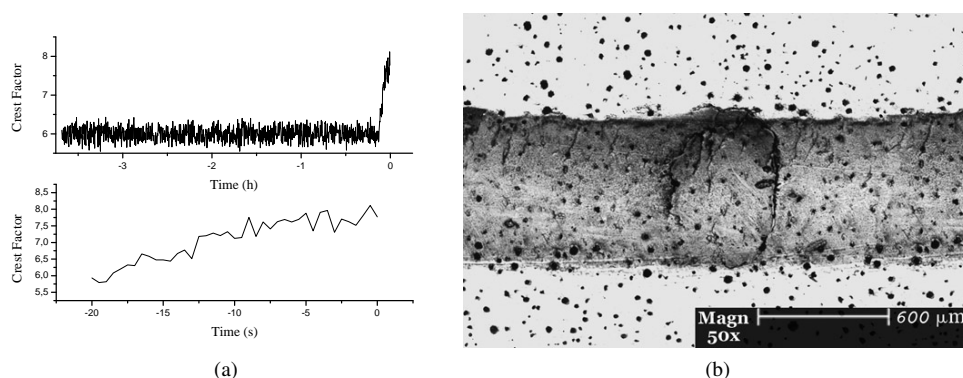 Crest Factor
8
7
6
-3
-2
-1
0
Time (h)
Crest Factor
8,5
8,0
7,5
7,0
6,5
6,0
5,5
-20
-15
-10
-5
0
Time (s)
(a)
Magn
50x
600 µm
(b)